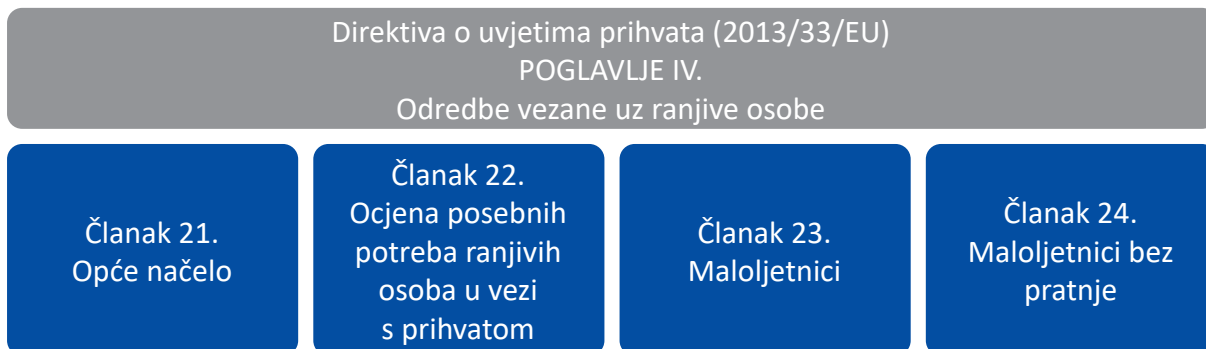 Direktiva o uvjetima prihvata (2013/33/EU)
POGLAVLJE IV.
Odredbe vezane uz ranjive osobe
Članak 21.
Opće načelo
Članak 22.
Ocjena posebnih
potreba ranjivih
osoba u vezi
s prihvatom
Članak 23.
Maloljetnici
Članak 24.
Maloljetnici bez
pratnje